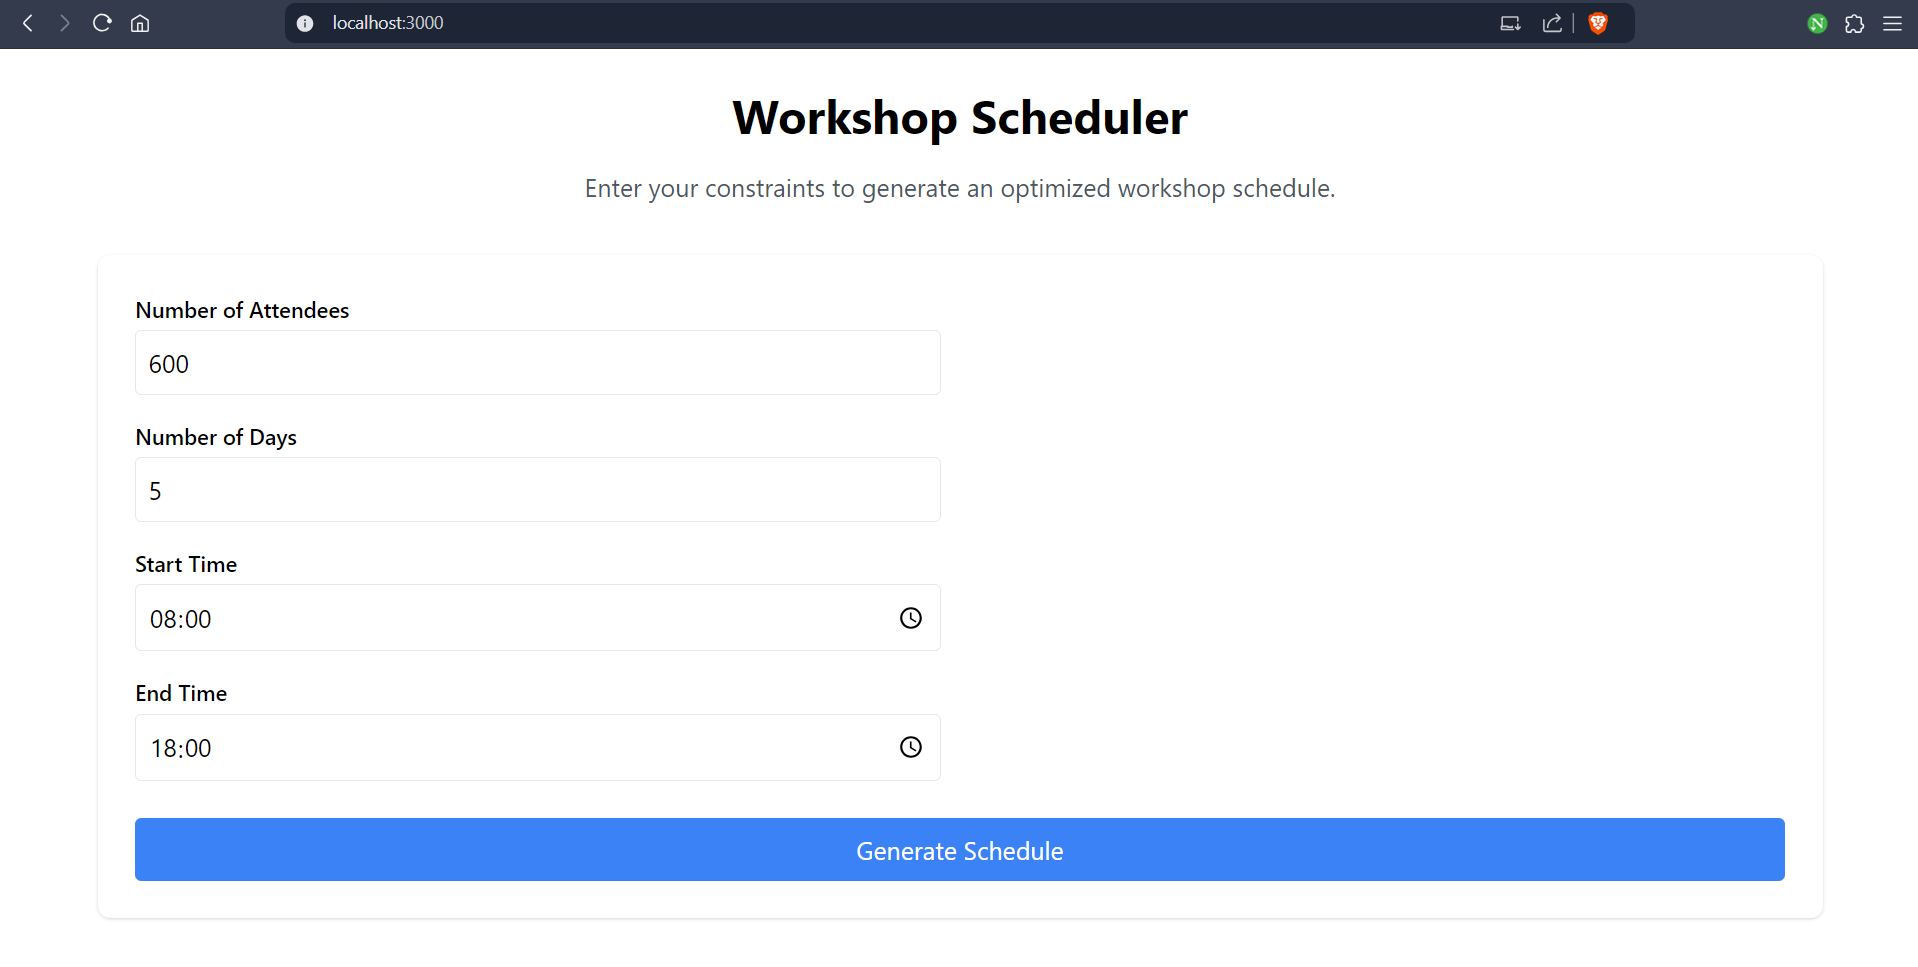 localhost:3000
Workshop Scheduler
Enter your constraints to generate an optimized workshop schedule.
Number of Attendees
600
Number of Days
5
Start Time
08:00
End Time
18:00
Generate Schedule